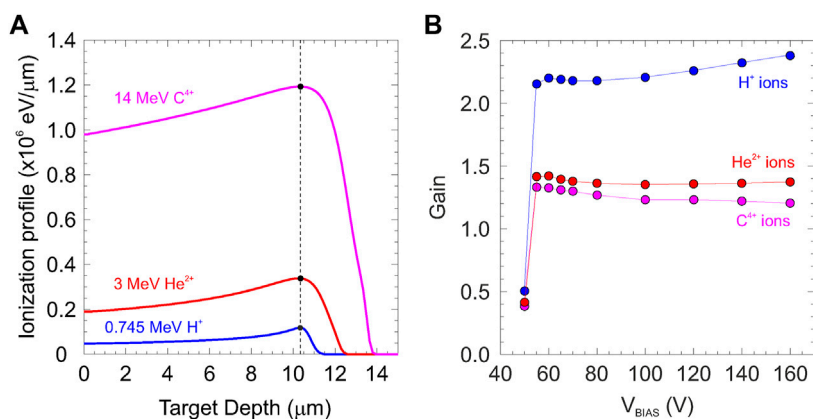 A
Ionization profile (x10⁶ eV/μm)
1.4
1.2
1.0
0.8
0.6
0.4
0.2
0
14 MeV C⁴⁺
3 MeV He²⁺
0.745 MeV H⁺
0 2 4 6 8 10 12 14
Target Depth (μm)
B
Gain
2.5
2.0
1.5
1.0
0.5
0.0
H⁺ ions
He²⁺ ions
C⁴⁺ ions
40 60 80 100 120 140 160
V_BIAS (V)